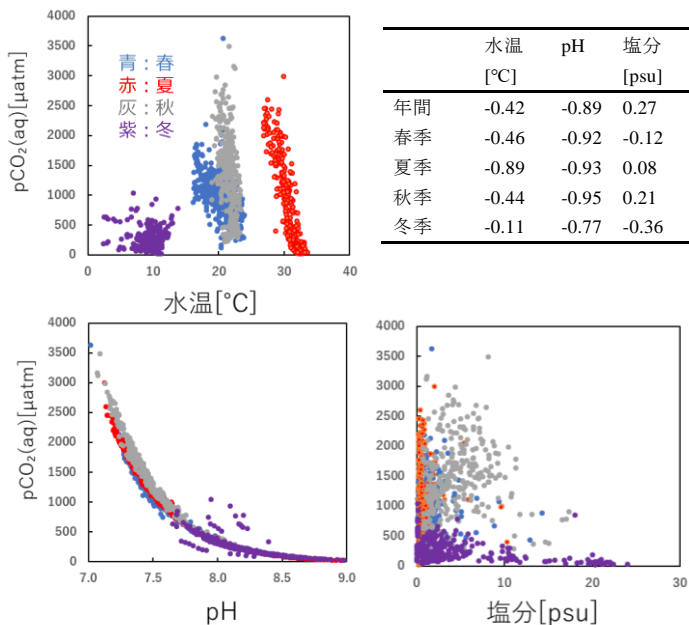 4000
3500
3000
2500
2000
1500
1000
500
0
pCO₂(aq)[μatm]
青：春
赤：夏
灰：秋
紫：冬
0 10 20 30 40
水温[°C]
水温 pH 塩分
[℃] [psu]
年間 -0.42 -0.89 0.27
春季 -0.46 -0.92 -0.12
夏季 -0.89 -0.93 0.08
秋季 -0.44 -0.95 0.21
冬季 -0.11 -0.77 -0.36
4000
3500
3000
2500
2000
1500
1000
500
0
pCO₂(aq)[μatm]
7.0 7.5 8.0 8.5 9.0
pH
4000
3500
3000
2500
2000
1500
1000
500
0
0 10 20 30
塩分[psu]